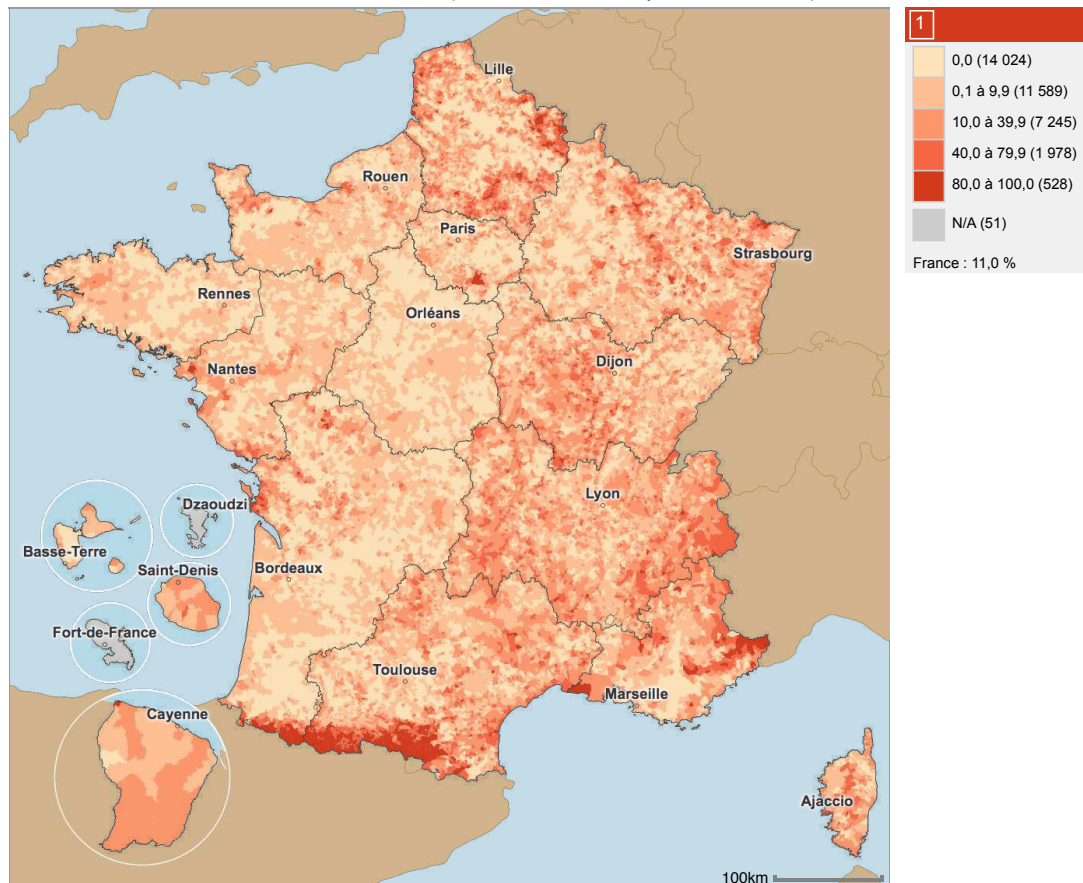 Lille
Rouen
Paris
Strasbourg
Rennes
Orléans
Nantes
Dijon
Lyon
Dzaoudzi
Basse-Terre
Saint-Denis
Bordeaux
Fort-de-France
Toulouse
Marseille
Cayenne
Ajaccio
100km
1
0,0 (14 024)
0,1 à 9,9 (11 589)
10,0 à 39,9 (7 245)
40,0 à 79,9 (1 978)
80,0 à 100,0 (528)
N/A (51)
France : 11,0 %